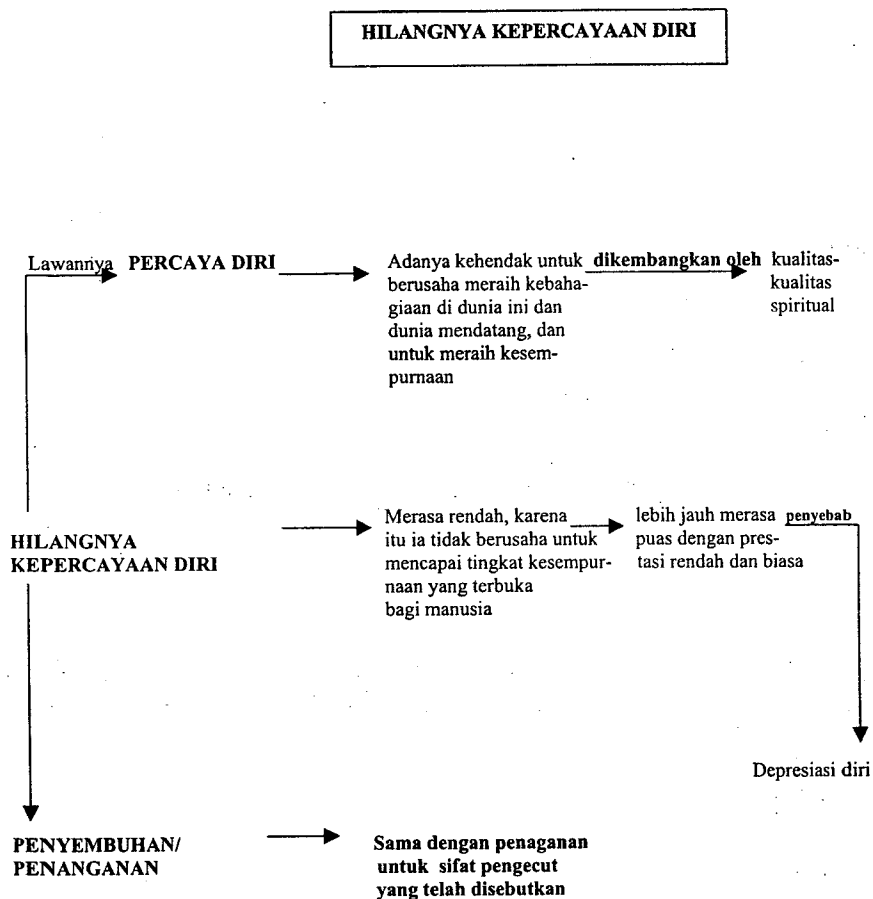 HILANGNYA KEPERCAYAAN DIRI
Lawannya PERCAYA DIRI
Adanya kehendak untuk
berusaha meraih kebaha-
giaan di dunia ini dan
dunia mendatang, dan
untuk meraih kesem-
purnaan
dikembangkan oleh
kualitas-
kualitas
spiritual
HILANGNYA
KEPERCAYAAN DIRI
Merasa rendah, karena
itu ia tidak berusaha untuk
mencapai tingkat kesempur-
naan yang terbuka
bagi manusia
lebih jauh merasa
puas dengan pres-
tasi rendah dan biasa
penyebab
Depresiasi diri
PENYEMBUHAN/
PENANGANAN
Sama dengan penaganan
untuk sifat pengecut
yang telah disebutkan